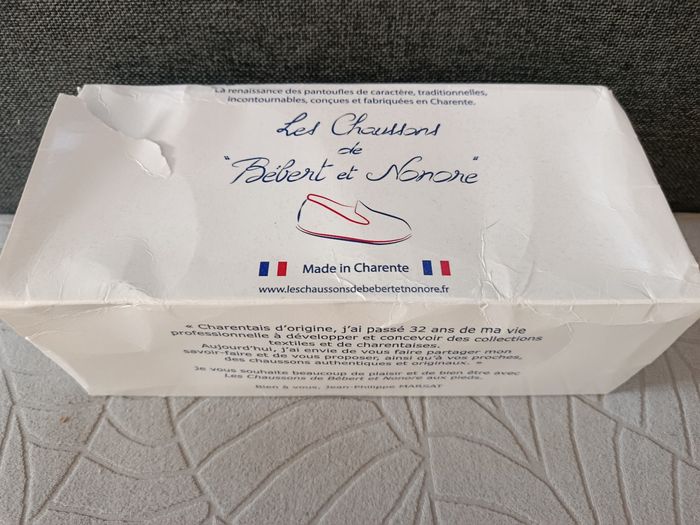 La renaissance des pantoufles de caractère, traditionnelles,
incontournables, conçues et fabriquées en Charente.
Les Chaussons
de
"Bébert et Nonore"
Made in Charente
www.leschaussonsdebebertetnonore.fr
« Charentais d'origine, j'ai passé 32 ans de ma vie
professionnelle à développer et concevoir des collections
textiles et de charentaises.
Aujourd'hui, j'ai envie de vous faire partager mon
savoir-faire et de vous proposer, ainsi qu'à vos proches,
des chaussons authentiques et originaux.
Je vous souhaite beaucoup de plaisir et de bien être avec
Les Chaussons de Bébert et Nonore aux pieds.
Bien à vous, Jean-Philippe MARSAT